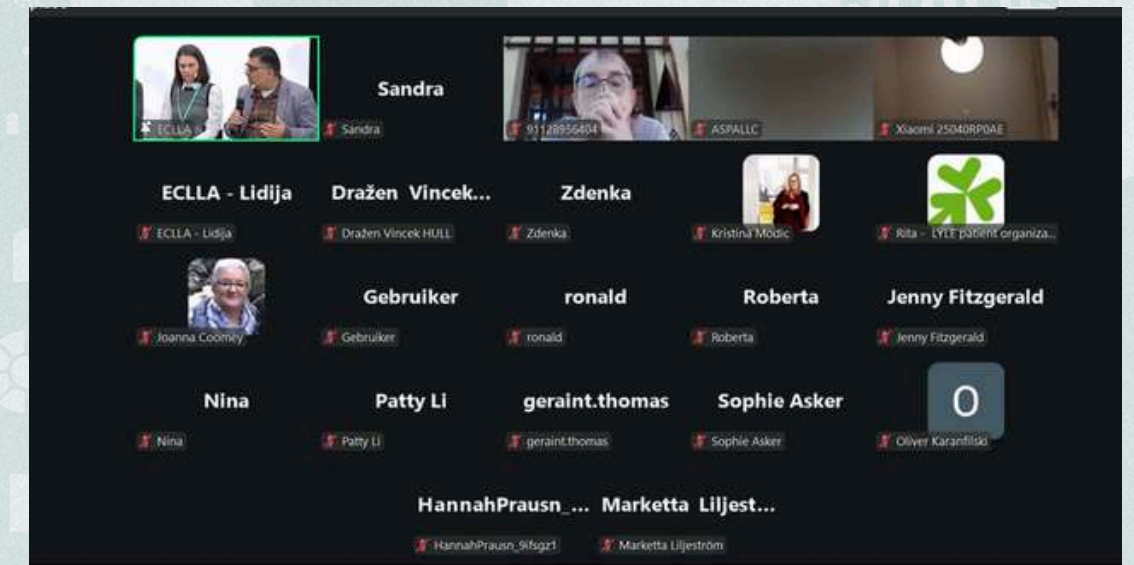 Sandra
ECLLA
Sandra
91128956404
ASPALLC
Xiaomi 25040RP0AE
ECLLA - Lidija
Dražen Vincek...
Zdenka
ECLLA - Lidija
Dražen Vincek HULL
Zdenka
Kristina Modic
Rita - LYLE patient organiza...
Gebruiker
ronald
Roberta
Jenny Fitzgerald
Joanna Coomey
Gebruiker
ronald
Roberta
Jenny Fitzgerald
Nina
Patty Li
geraint.thomas
Sophie Asker
O
Nina
Patty Li
geraint.thomas
Sophie Asker
Oliver Karanfilski
HannahPrausn_...
Marketta Liljest...
HannahPrausn_9ifsgz1
Marketta Liljeström